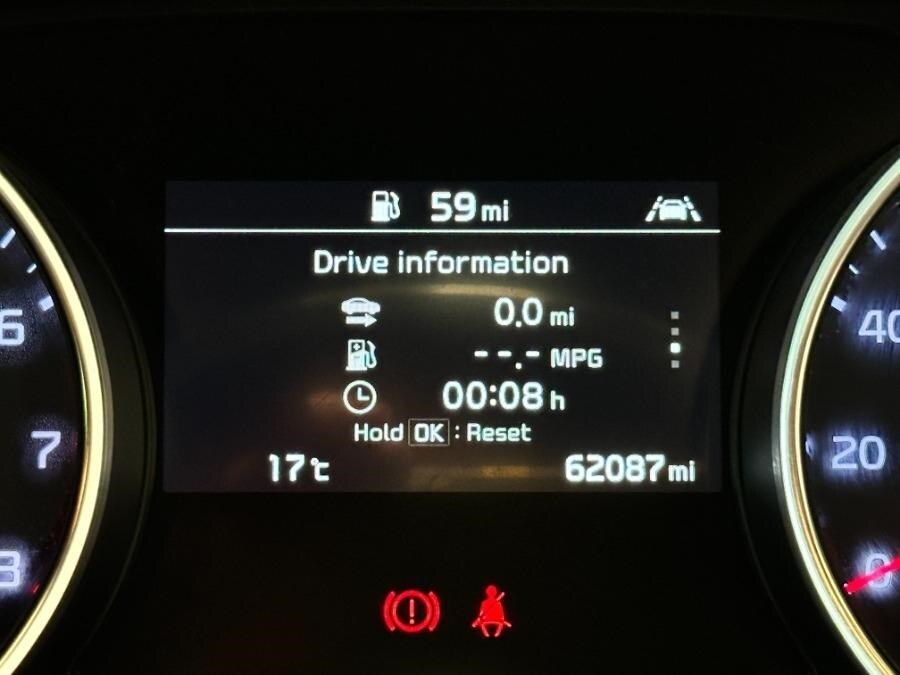 59 mi
Drive information
0.0 mi
--.- MPG
00:08 h
Hold OK : Reset
17℃
62087 mi
6
7
8
40
20
0